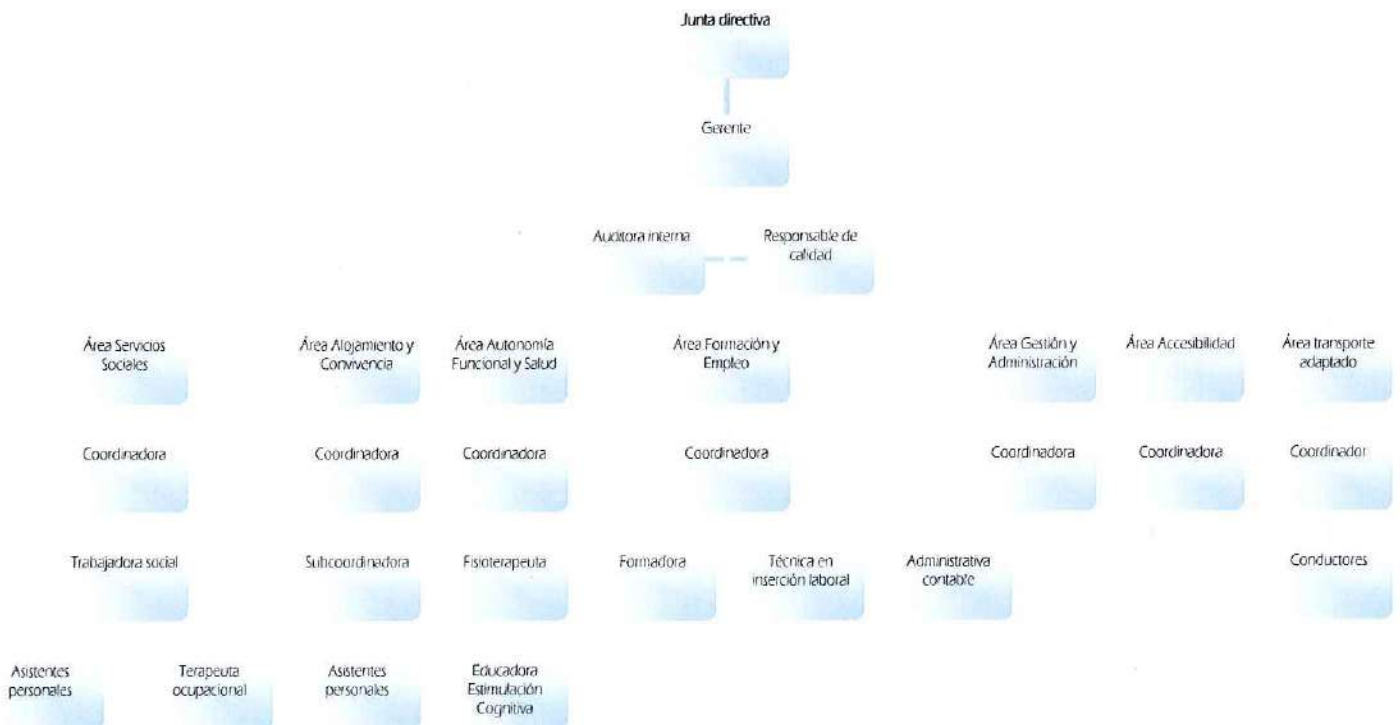 Junta directiva
Gerente
Auditora interna
Responsable de
calidad
Área Servicios
Sociales
Área Alojamiento y
Convivencia
Área Autonomía
Funcional y Salud
Área Formación y
Empleo
Área Gestión y
Administración
Área Accesibilidad
Área transporte
adaptado
Coordinadora
Coordinadora
Coordinadora
Coordinadora
Coordinadora
Coordinadora
Coordinador
Trabajadora social
Subcoordinadora
Fisioterapeuta
Formadora
Técnica en
inserción laboral
Administrativa
contable
Conductores
Asistentes
personales
Terapeuta
ocupacional
Asistentes
personales
Educadora
Estimulación
Cognitiva